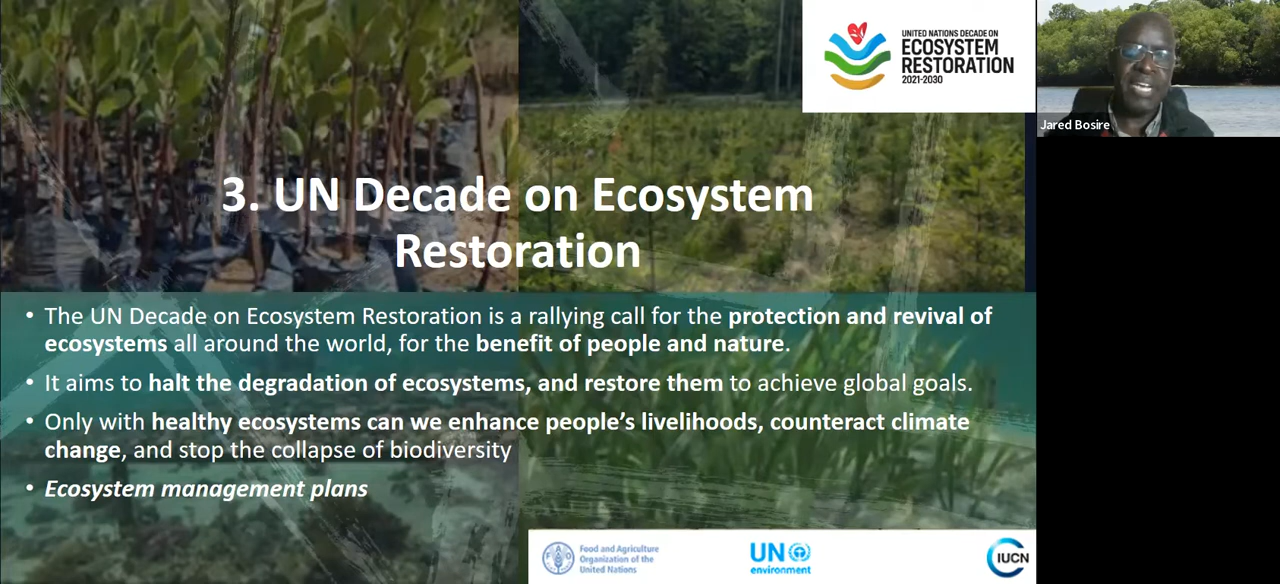 UNITED NATIONS DECADE ON
ECOSYSTEM
RESTORATION
2021-2030
Jared Bosire
3. UN Decade on Ecosystem
Restoration
• The UN Decade on Ecosystem Restoration is a rallying call for the protection and revival of
ecosystems all around the world, for the benefit of people and nature.
• It aims to halt the degradation of ecosystems, and restore them to achieve global goals.
• Only with healthy ecosystems can we enhance people’s livelihoods, counteract climate
change, and stop the collapse of biodiversity
• Ecosystem management plans
Food and Agriculture
Organization of the
United Nations
UN
environment
IUCN